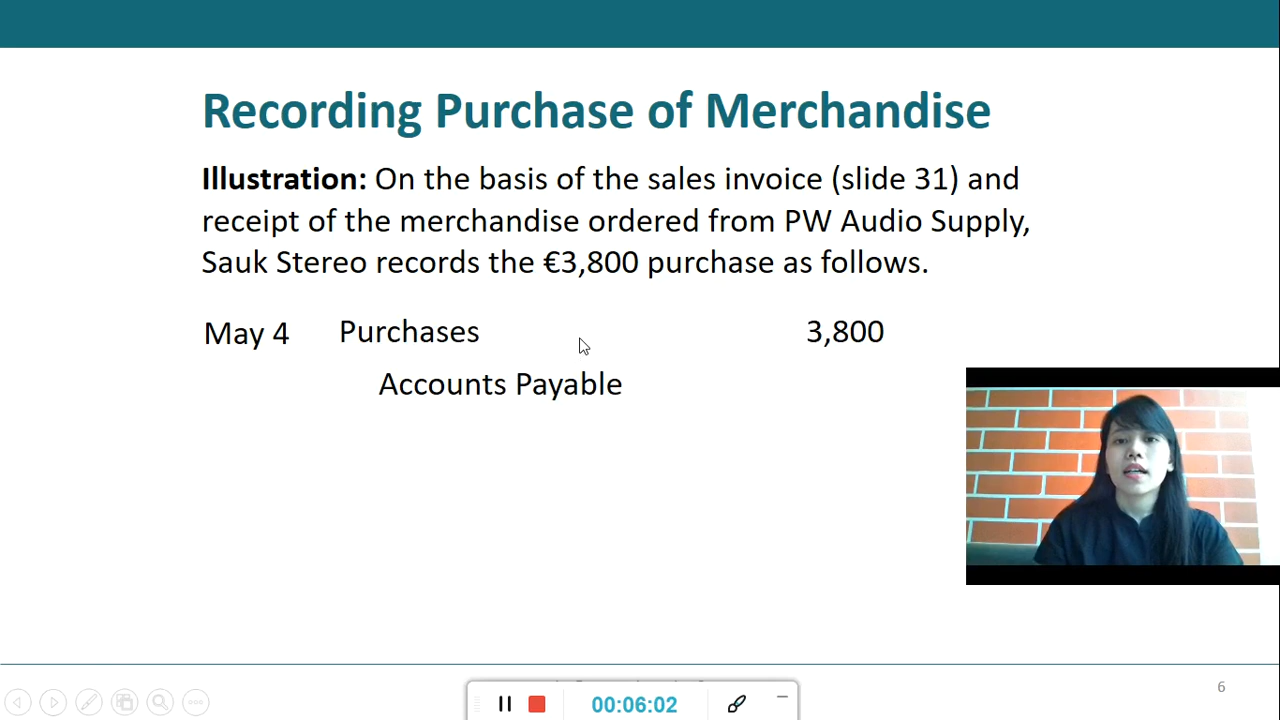 Recording Purchase of Merchandise
Illustration: On the basis of the sales invoice (slide 31) and
receipt of the merchandise ordered from PW Audio Supply,
Sauk Stereo records the €3,800 purchase as follows.
May 4 Purchases 3,800
Accounts Payable
6
00:06:02